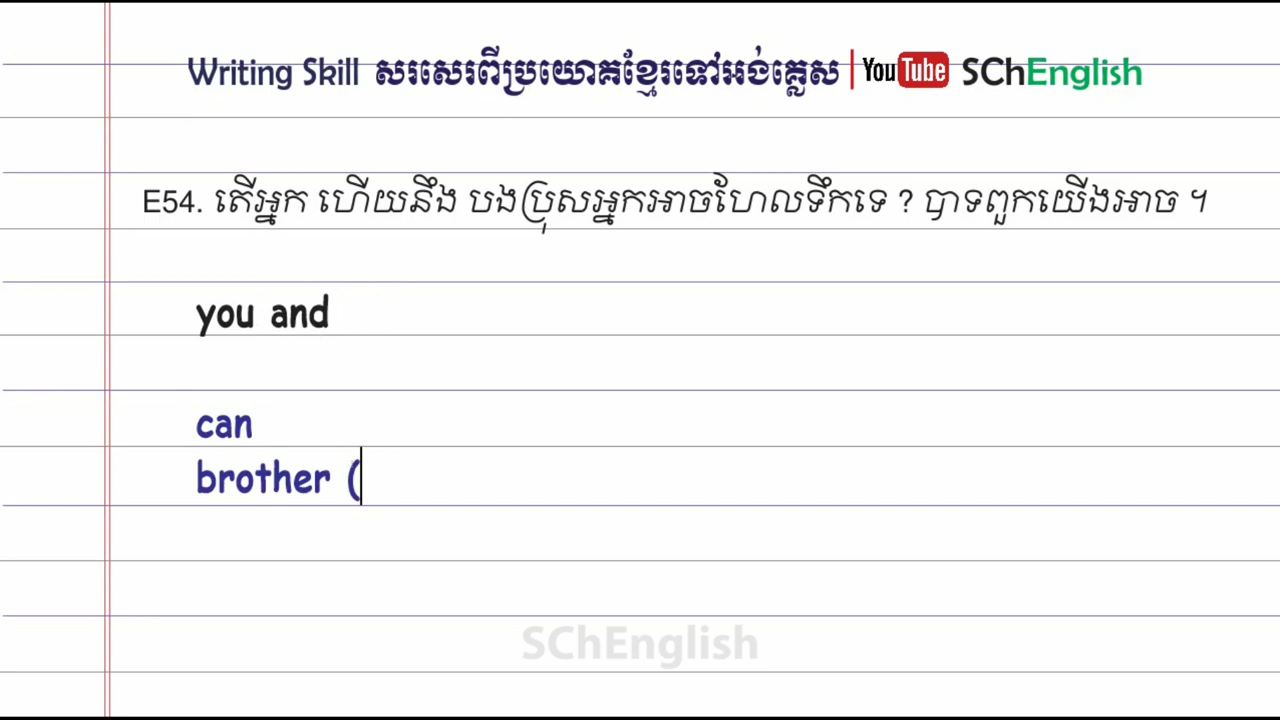 Writing Skill សរសេរពីប្រយោគខ្មែរទៅអង់គ្លេស | YouTube SChEnglish
E54. តើអ្នក ហើយនឹង បងប្រុសអ្នកអាចហែលទឹកទេ ? បាទពួកយើងអាច ។
you and
can
brother (
SChEnglish